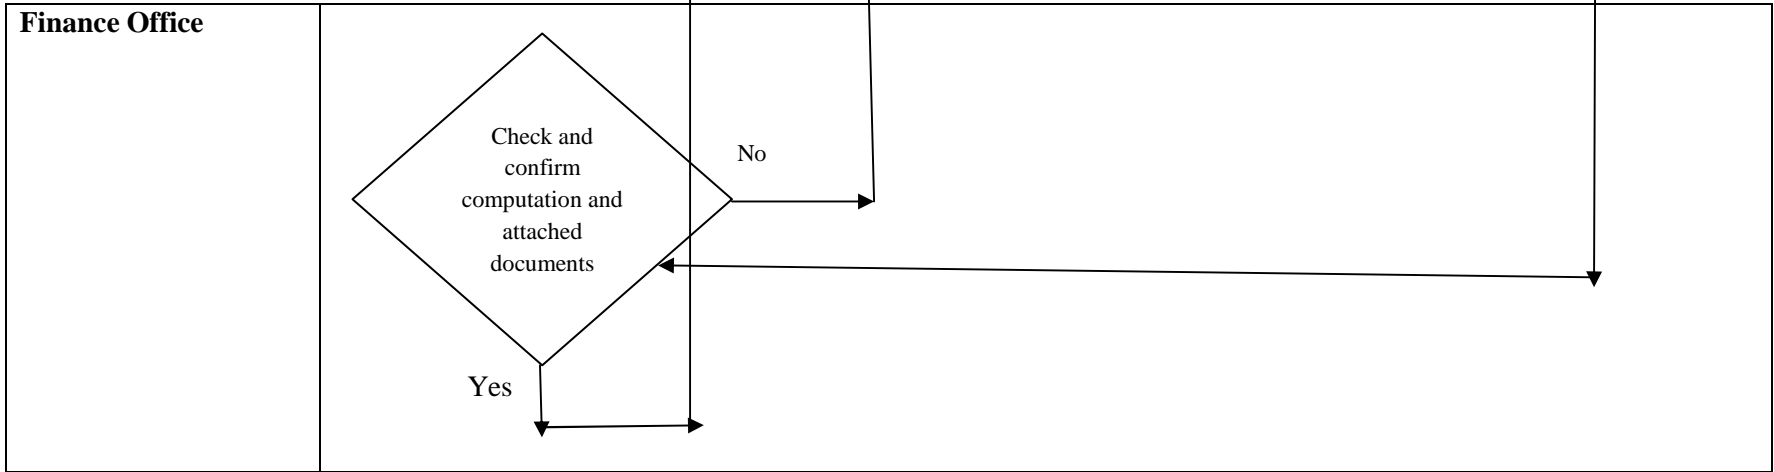 Finance Office
Check and
confirm
computation and
attached
documents
No
Yes